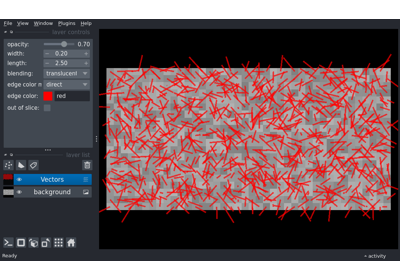 File View Window Plugins Help
layer controls
opacity: 0.70
width: 0.20
length: 2.50
blending: translucent
edge color m direct
edge color: red
out of slice:
layer list
Vectors
background
Ready
activity